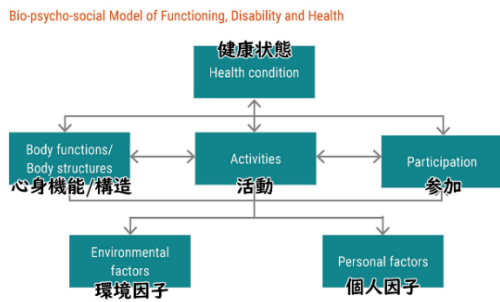 Bio-psycho-social Model of Functioning, Disability and Health
健康状態
Health condition
Body functions/
Body structures
心身機能/構造
Activities
活動
Participation
参加
Environmental
factors
環境因子
Personal factors
個人因子